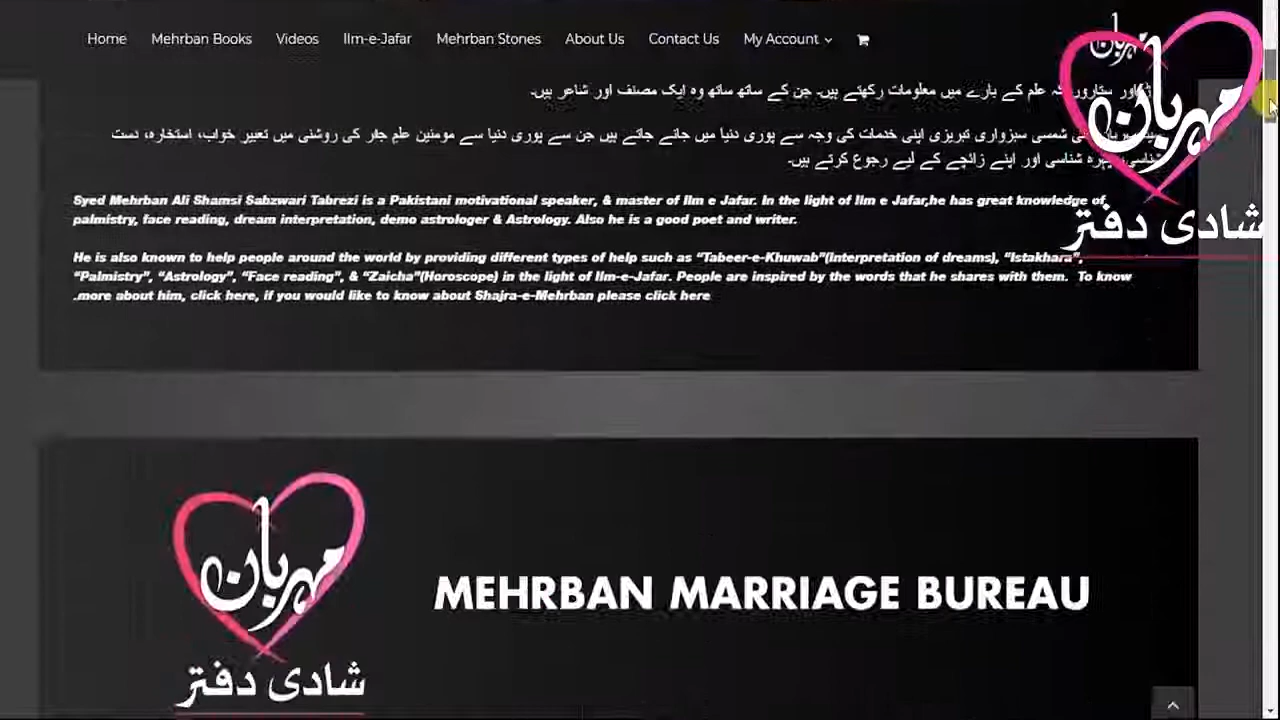 Home Mehrban Books Videos Ilm-e-Jafar Mehrban Stones About Us Contact Us My Account
مہربان
شادی دفتر
علم کے بارے میں معلومات رکھتے ہیں۔ جن کے ساتھ ساتھ وہ ایک مصنف اور شاعر ہیں۔
شمسی سبزواری تبریزی اپنی خدمات کی وجہ سے پوری دنیا میں جانے جاتے ہیں جن سے پوری دنیا سے مومنین علم جفر کی روشنی میں تعبیر خواب، استخارہ، دست
شناسی اور اپنے زائچے کے لیے رجوع کرتے ہیں۔
Syed Mehrban Ali Shamsi Sabzwari Tabrezi is a Pakistani motivational speaker, & master of Ilm e Jafar. In the light of Ilm e Jafar,he has great knowledge of
palmistry, face reading, dream interpretation, demo astrologer & Astrology. Also he is a good poet and writer.
He is also known to help people around the world by providing different types of help such as “Tabeer-e-Khuwab”(Interpretation of dreams), “Istakhara”,
“Palmistry”, “Astrology”, “Face reading”, & “Zaicha”(Horoscope) in the light of Ilm-e-Jafar. People are inspired by the words that he shares with them. To know
.more about him, click here, if you would like to know about Shajra-e-Mehrban please click here
مہربان
شادی دفتر
MEHRBAN MARRIAGE BUREAU